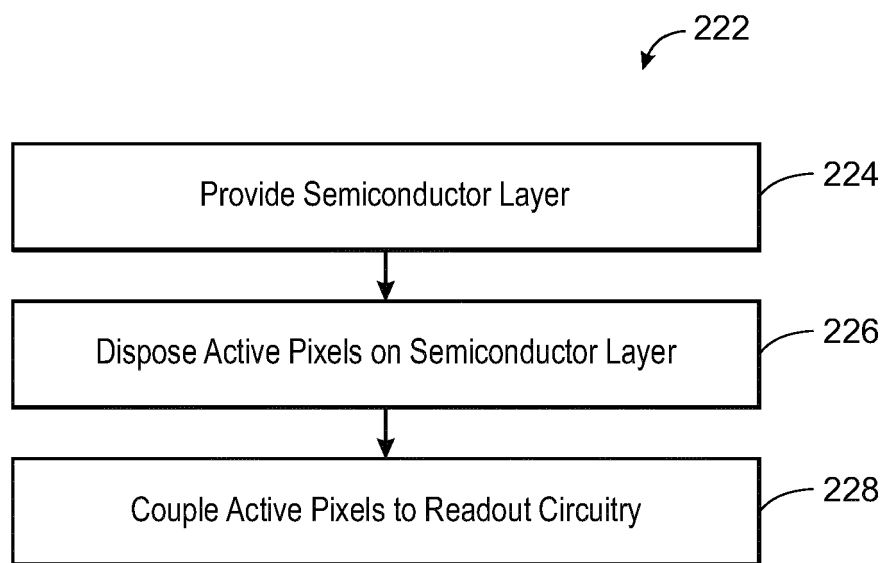 222
Provide Semiconductor Layer
224
Dispose Active Pixels on Semiconductor Layer
226
Couple Active Pixels to Readout Circuitry
228